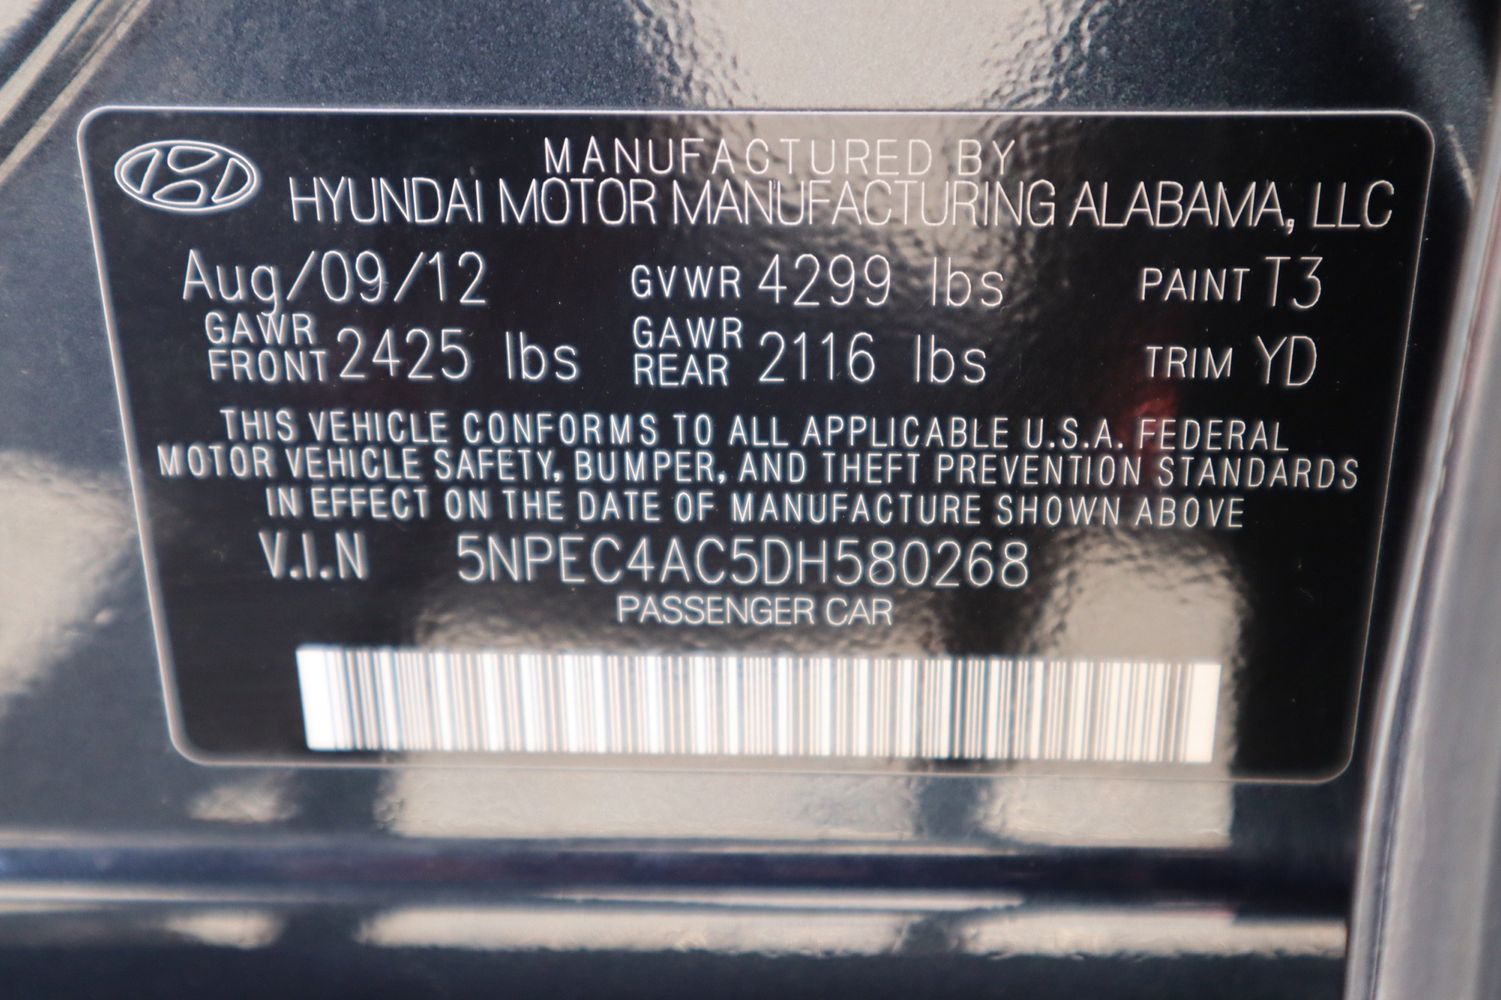 MANUFACTURED BY
HYUNDAI MOTOR MANUFACTURING ALABAMA, LLC
Aug/09/12 GVWR 4299 lbs PAINT T3
GAWR FRONT 2425 lbs GAWR REAR 2116 lbs TRIM YD
THIS VEHICLE CONFORMS TO ALL APPLICABLE U.S.A. FEDERAL
MOTOR VEHICLE SAFETY, BUMPER, AND THEFT PREVENTION STANDARDS
IN EFFECT ON THE DATE OF MANUFACTURE SHOWN ABOVE
V.I.N 5NPEC4AC5DH580268
PASSENGER CAR